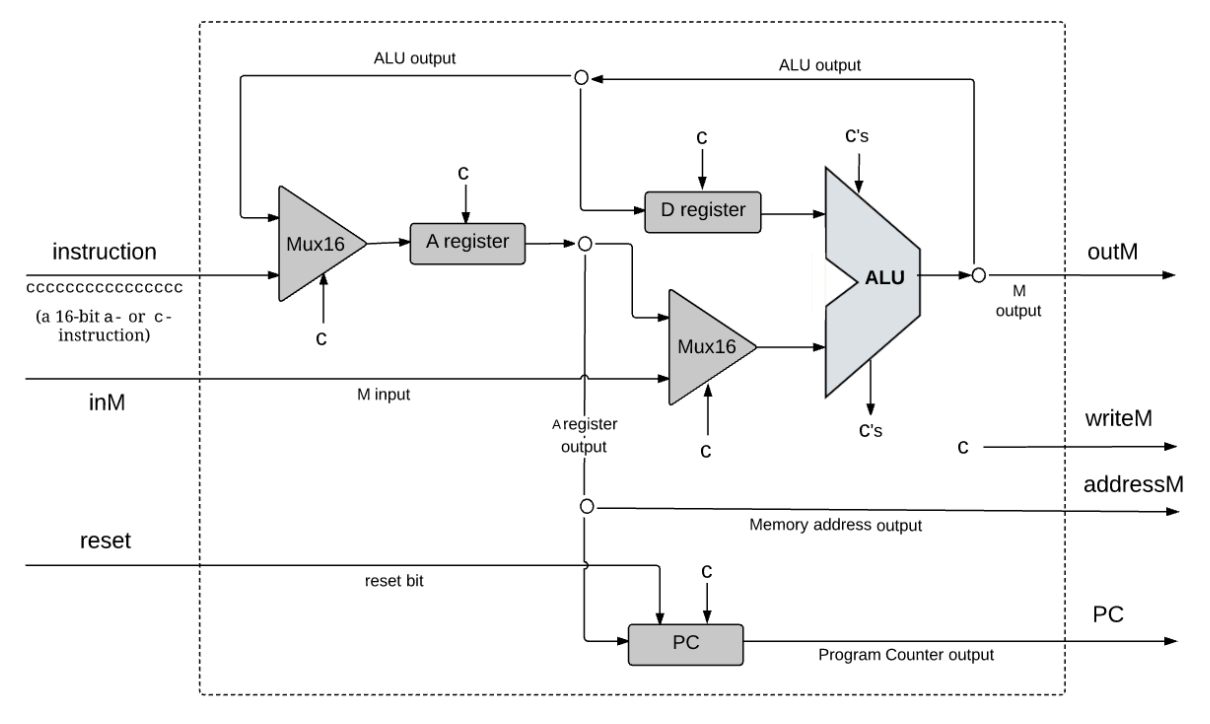 ALU output
ALU output
c
c's
c
D register
Mux16
A register
instruction
cccccccccccccccc
(a 16-bit a- or c-
instruction)
c
ALU
outM
M
output
Mux16
inM
M input
A register
output
c
c's
c
writeM
addressM
Memory address output
reset
reset bit
c
PC
PC
Program Counter output